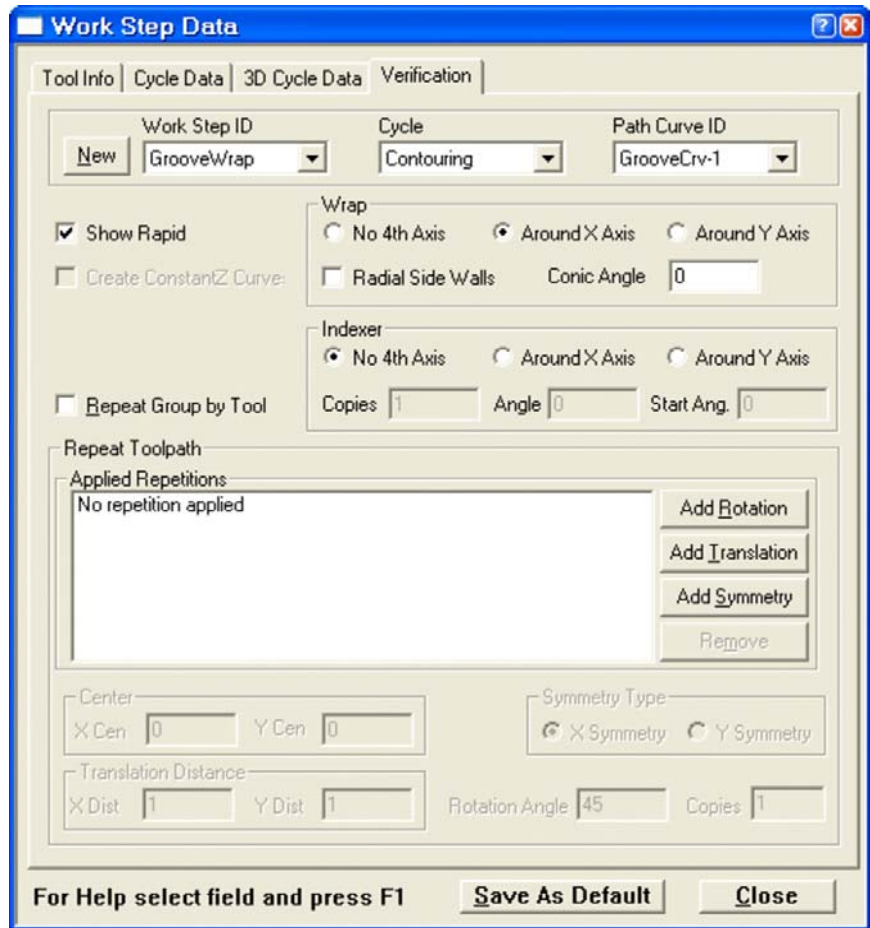 Work Step Data
Tool Info Cycle Data 3D Cycle Data Verification
Work Step ID Cycle Path Curve ID
New GrooveWrap Contouring GrooveCrv-1
Wrap
Show Rapid No 4th Axis Around X Axis Around Y Axis
Create ConstantZ Curve: Radial Side Walls Conic Angle 0
Indexer
No 4th Axis Around X Axis Around Y Axis
Repeat Group by Tool Copies 1 Angle 0 Start Ang. 0
Repeat Toolpath
Applied Repetitions
No repetition applied
Add Rotation
Add Translation
Add Symmetry
Remove
Center Symmetry Type
X Cen 0 Y Cen 0 X Symmetry Y Symmetry
Translation Distance
X Dist 1 Y Dist 1 Rotation Angle 45 Copies 1
For Help select field and press F1 Save As Default Close